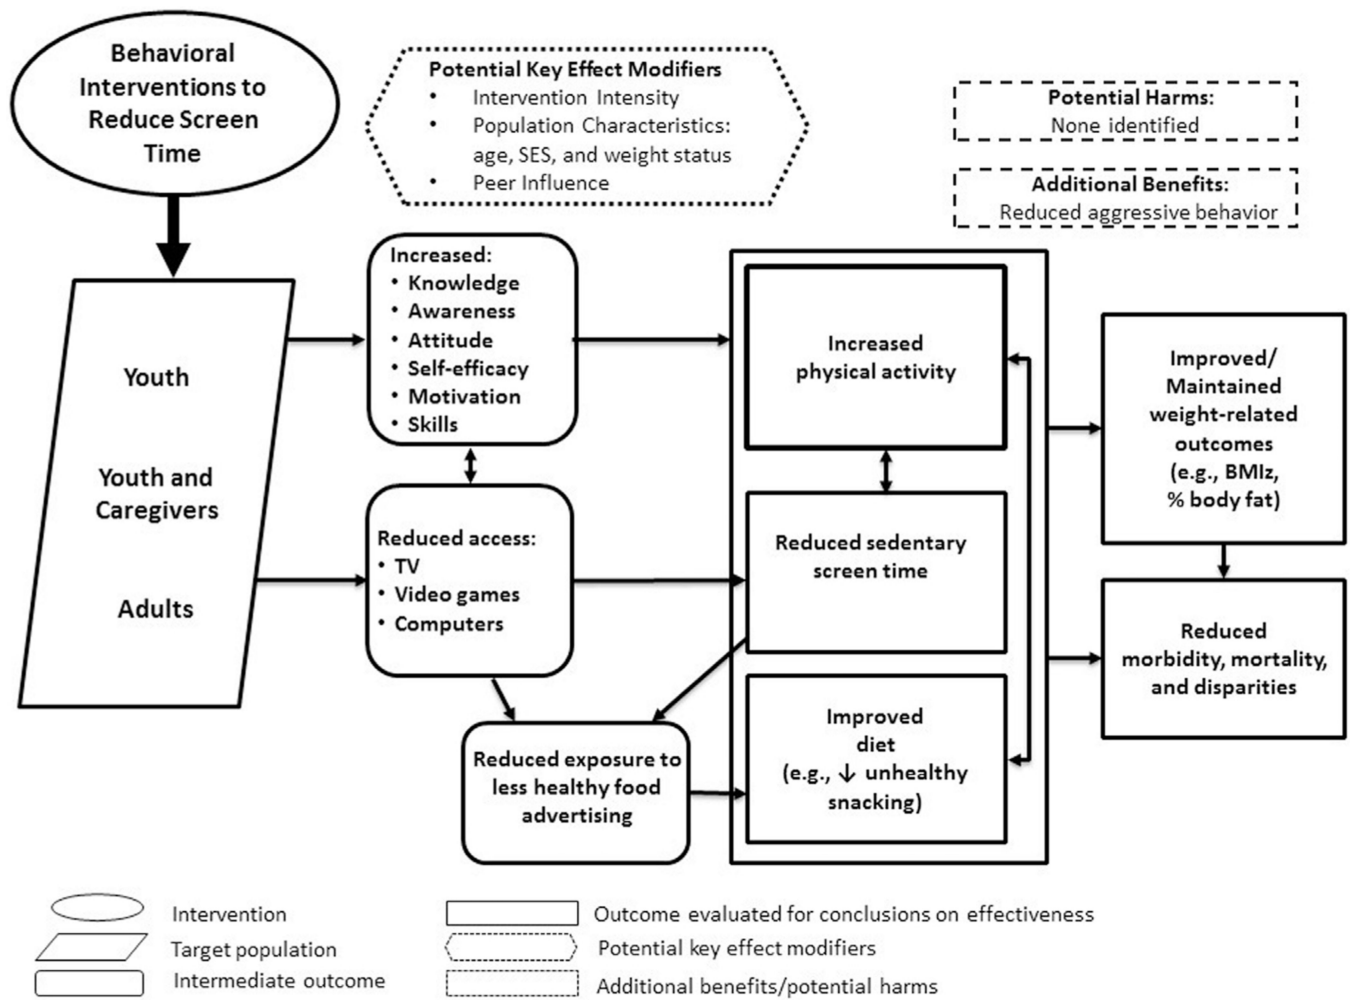 Behavioral
Interventions to
Reduce Screen
Time
Potential Key Effect Modifiers
• Intervention Intensity
• Population Characteristics:
age, SES, and weight status
• Peer Influence
Potential Harms:
None identified
Additional Benefits:
Reduced aggressive behavior
Youth
Youth and
Caregivers
Adults
Increased:
• Knowledge
• Awareness
• Attitude
• Self-efficacy
• Motivation
• Skills
Reduced access:
• TV
• Video games
• Computers
Reduced exposure to
less healthy food
advertising
Increased
physical activity
Reduced sedentary
screen time
Improved
diet
(e.g., ↓ unhealthy
snacking)
Improved/
Maintained
weight-related
outcomes
(e.g., BMIz,
% body fat)
Reduced
morbidity, mortality,
and disparities
Intervention
Target population
Intermediate outcome
Outcome evaluated for conclusions on effectiveness
Potential key effect modifiers
Additional benefits/potential harms